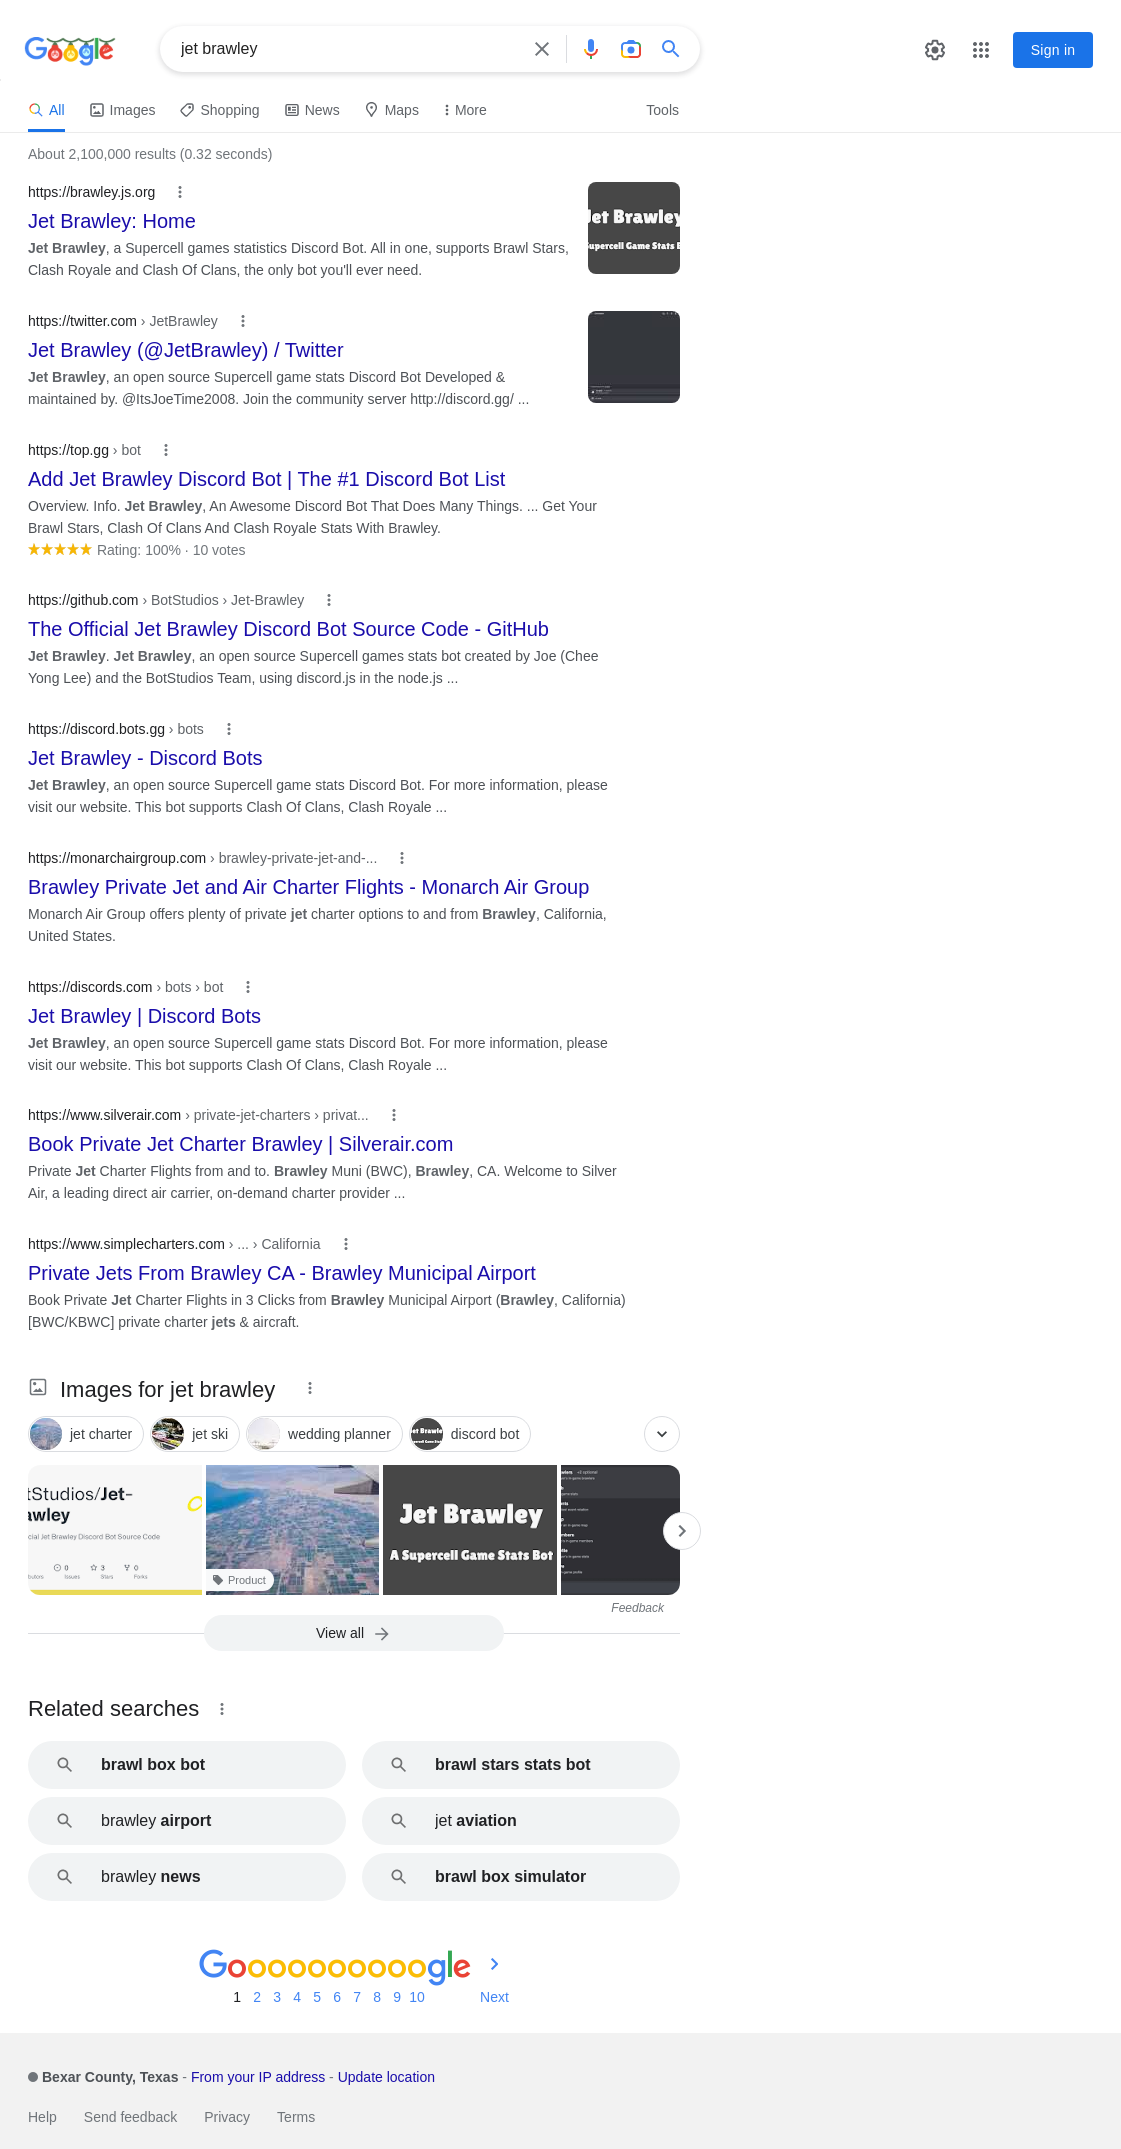 Google
jet brawley
Sign in
All Images Shopping News Maps More Tools
About 2,100,000 results (0.32 seconds)
https://brawley.js.org
Jet Brawley: Home
Jet Brawley, a Supercell games statistics Discord Bot. All in one, supports Brawl Stars,
Clash Royale and Clash Of Clans, the only bot you'll ever need.
Jet Brawley
Supercell Game Stats B
https://twitter.com › JetBrawley
Jet Brawley (@JetBrawley) / Twitter
Jet Brawley, an open source Supercell game stats Discord Bot Developed &
maintained by. @ItsJoeTime2008. Join the community server http://discord.gg/ ...
https://top.gg › bot
Add Jet Brawley Discord Bot | The #1 Discord Bot List
Overview. Info. Jet Brawley, An Awesome Discord Bot That Does Many Things. ... Get Your
Brawl Stars, Clash Of Clans And Clash Royale Stats With Brawley.
Rating: 100% · 10 votes
https://github.com › BotStudios › Jet-Brawley
The Official Jet Brawley Discord Bot Source Code - GitHub
Jet Brawley. Jet Brawley, an open source Supercell games stats bot created by Joe (Chee
Yong Lee) and the BotStudios Team, using discord.js in the node.js ...
https://discord.bots.gg › bots
Jet Brawley - Discord Bots
Jet Brawley, an open source Supercell game stats Discord Bot. For more information, please
visit our website. This bot supports Clash Of Clans, Clash Royale ...
https://monarchairgroup.com › brawley-private-jet-and-...
Brawley Private Jet and Air Charter Flights - Monarch Air Group
Monarch Air Group offers plenty of private jet charter options to and from Brawley, California,
United States.
https://discords.com › bots › bot
Jet Brawley | Discord Bots
Jet Brawley, an open source Supercell game stats Discord Bot. For more information, please
visit our website. This bot supports Clash Of Clans, Clash Royale ...
https://www.silverair.com › private-jet-charters › privat...
Book Private Jet Charter Brawley | Silverair.com
Private Jet Charter Flights from and to. Brawley Muni (BWC), Brawley, CA. Welcome to Silver
Air, a leading direct air carrier, on-demand charter provider ...
https://www.simplecharters.com › ... › California
Private Jets From Brawley CA - Brawley Municipal Airport
Book Private Jet Charter Flights in 3 Clicks from Brawley Municipal Airport (Brawley, California)
[BWC/KBWC] private charter jets & aircraft.
Images for jet brawley
jet charter jet ski wedding planner discord bot
tStudios/Jet-
awley
cial Jet Brawley Discord Bot Source Code
0 3 0
Issues Stars Forks
Product
Jet Brawley
A Supercell Game Stats Bot
Feedback
View all
Related searches
brawl box bot
brawl stars stats bot
brawley airport
jet aviation
brawley news
brawl box simulator
Goooooooooogle
1 2 3 4 5 6 7 8 9 10 Next
Bexar County, Texas - From your IP address - Update location
Help Send feedback Privacy Terms